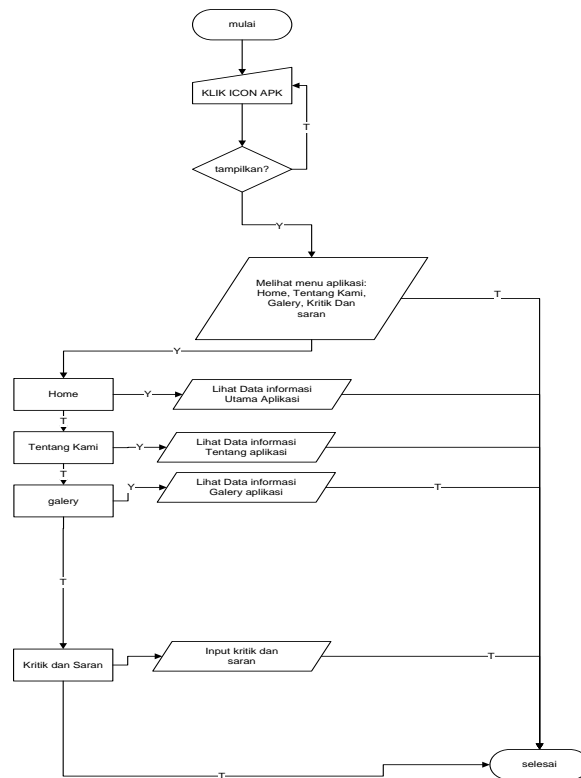 mulai
KLIK ICON APK
T
tampilkan?
Y
Melihat menu aplikasi:
Home, Tentang Kami,
Galery, Kritik Dan
saran
T
Y
Home
Y
Lihat Data informasi
Utama Aplikasi
T
Tentang Kami
Y
Lihat Data informasi
Tentang aplikasi
T
galery
Y
Lihat Data informasi
Galery aplikasi
T
T
Kritik dan Saran
Input kritik dan
saran
T
T
selesai